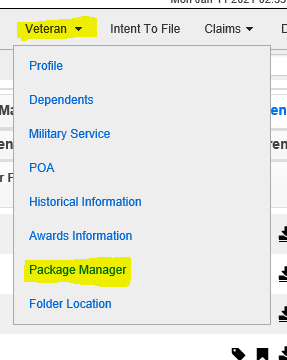 Veteran Intent To File Claims
Profile
Dependents
Military Service
POA
Historical Information
Awards Information
Package Manager
Folder Location